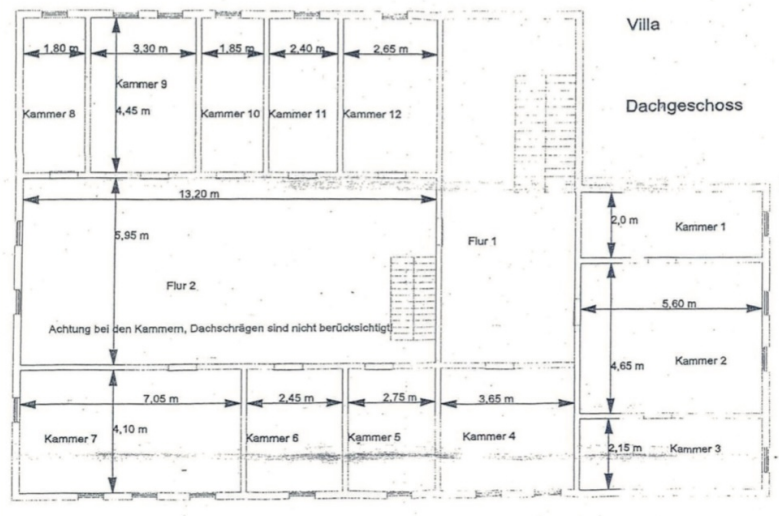 Villa
Dachgeschoss
1,80 m
3,30 m
1,85 m
2,40 m
2,65 m
Kammer 9
4,45 m
Kammer 8
Kammer 10
Kammer 11
Kammer 12
13,20 m
5,95 m
Flur 2
Flur 1
Achtung bei den Kammern, Dachschrägen sind nicht berücksichtigt!
2,0 m
Kammer 1
5,60 m
4,65 m
Kammer 2
7,05 m
2,45 m
2,75 m
3,65 m
4,10 m
Kammer 7
Kammer 6
Kammer 5
Kammer 4
2,15 m
Kammer 3